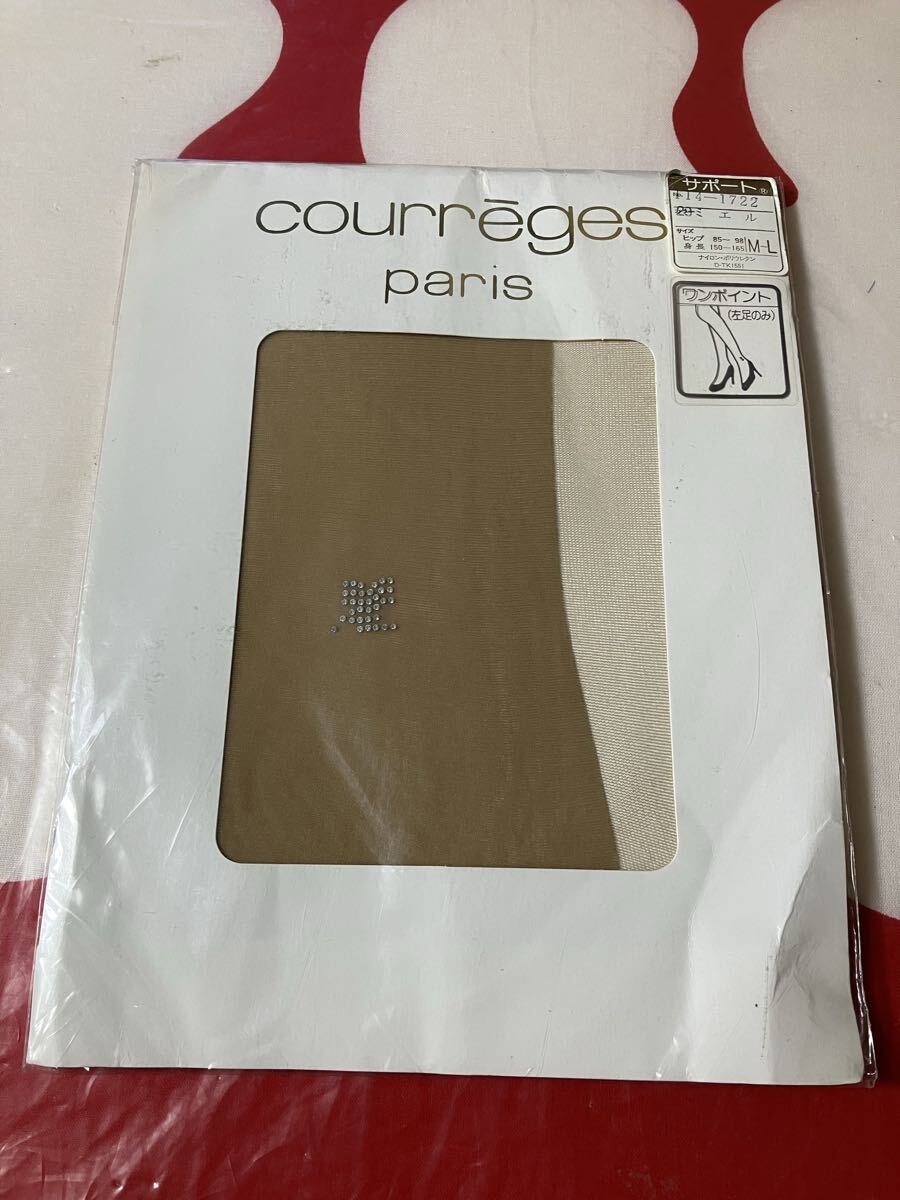 courrēges
paris
サポート®
14-1722
ミエル
サイズ
ヒップ 85-98
身長 150-165
M-L
ナイロン・ポリウレタン
D-TK1551
ワンポイント
(左足のみ)